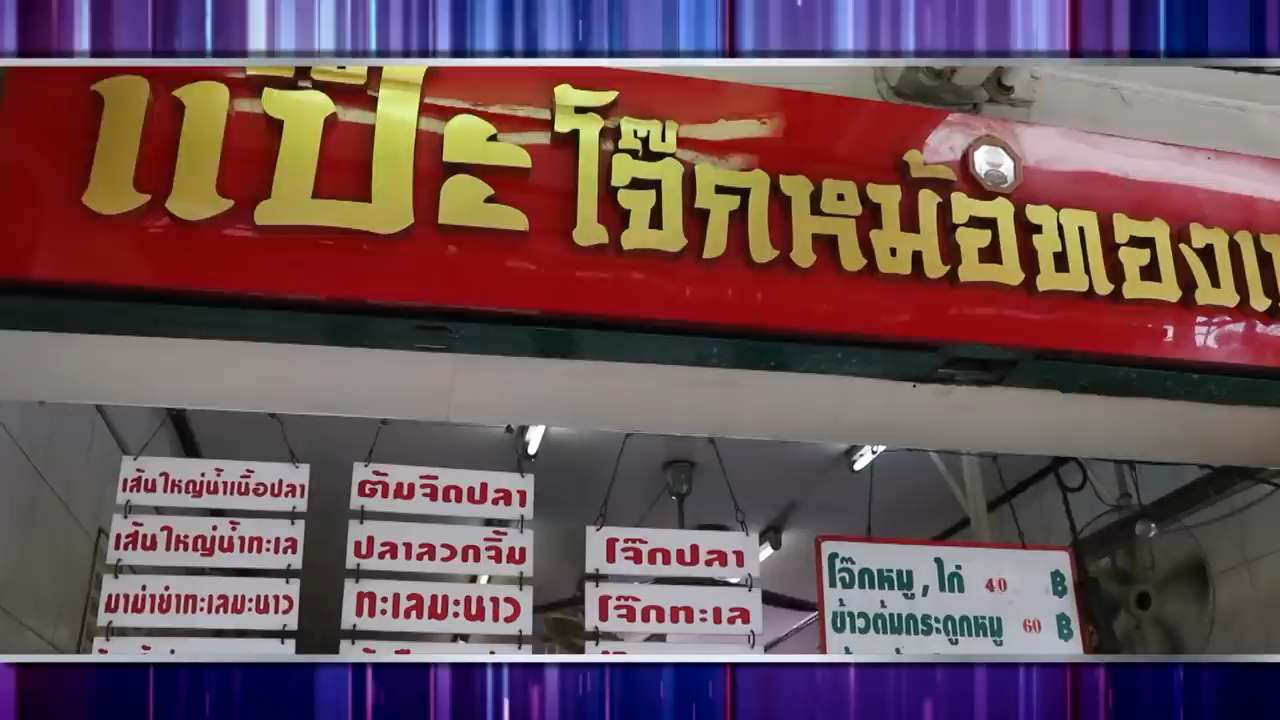 แป๊ะ โจ๊กหม้อทอง
เส้นใหญ่น้ำเนื้อปลา
เส้นใหญ่น้ำทะเล
มาม่ายำทะเลมะนาว
ต้มจืดปลา
ปลาลวกจิ้ม
ทะเลมะนาว
โจ๊กปลา
โจ๊กทะเล
โจ๊กหมู , ไก่ 40 ฿
ข้าวต้มกระดูกหมู 60 ฿